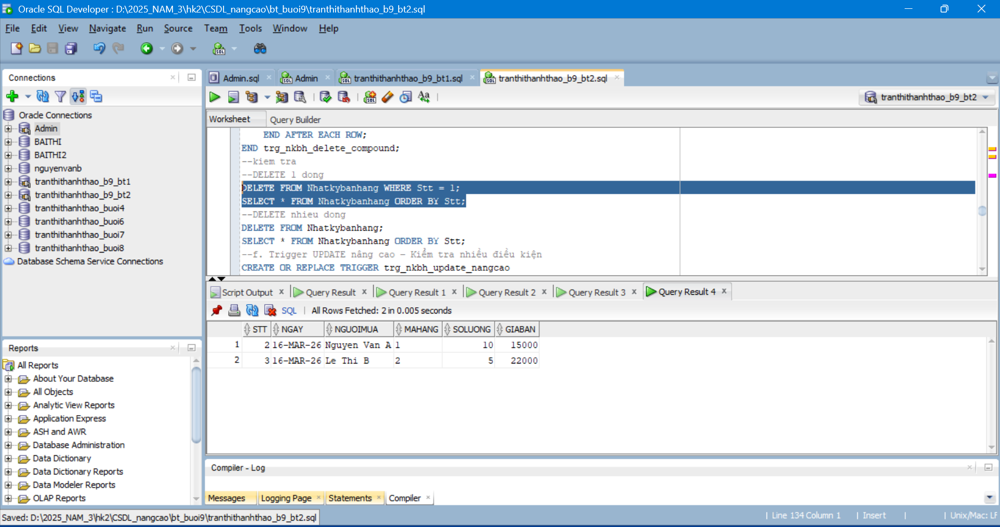 Oracle SQL Developer : D:\2025_NAM_3\hk2\CSDL_nangcao\bt_buoi9\tranthithanhthao_b9_bt2.sql
File Edit View Navigate Run Source Team Tools Window Help
Connections
Oracle Connections
Admin
BAITHI
BAITHI2
nguyenvanb
tranthithanhthao_b9_bt1
tranthithanhthao_b9_bt2
tranthithanhthao_buoi4
tranthithanhthao_buoi6
tranthithanhthao_buoi7
tranthithanhthao_buoi8
Database Schema Service Connections
Reports
All Reports
About Your Database
All Objects
Analytic View Reports
Application Express
ASH and AWR
Database Administration
Data Dictionary
Data Dictionary Reports
Data Modeler Reports
OLAP Reports
Admin.sql Admin tranthithanhthao_b9_bt1.sql tranthithanhthao_b9_bt2.sql
tranthithanhthao_b9_bt2
Worksheet Query Builder
END AFTER EACH ROW;
END trg_nkbh_delete_compound;
--kiem tra
--DELETE 1 dong
DELETE FROM Nhatkybanhang WHERE Stt = 1;
SELECT * FROM Nhatkybanhang ORDER BY Stt;
--DELETE nhieu dong
DELETE FROM Nhatkybanhang;
SELECT * FROM Nhatkybanhang ORDER BY Stt;
--f. Trigger UPDATE nâng cao – Kiểm tra nhiều điều kiện
CREATE OR REPLACE TRIGGER trg_nkbh_update_nangcao
Script Output Query Result Query Result 1 Query Result 2 Query Result 3 Query Result 4
SQL All Rows Fetched: 2 in 0.005 seconds
STT NGAY NGUOIMUA MAHANG SOLUONG GIABAN
1 2 16-MAR-26 Nguyen Van A 1 10 15000
2 3 16-MAR-26 Le Thi B 2 5 22000
Compiler - Log
Messages Logging Page Statements Compiler
Saved: D:\2025_NAM_3\hk2\CSDL_nangcao\bt_buoi9\tranthithanhthao_b9_bt2.sql
Line 134 Column 1 Insert Unix/Mac: LF